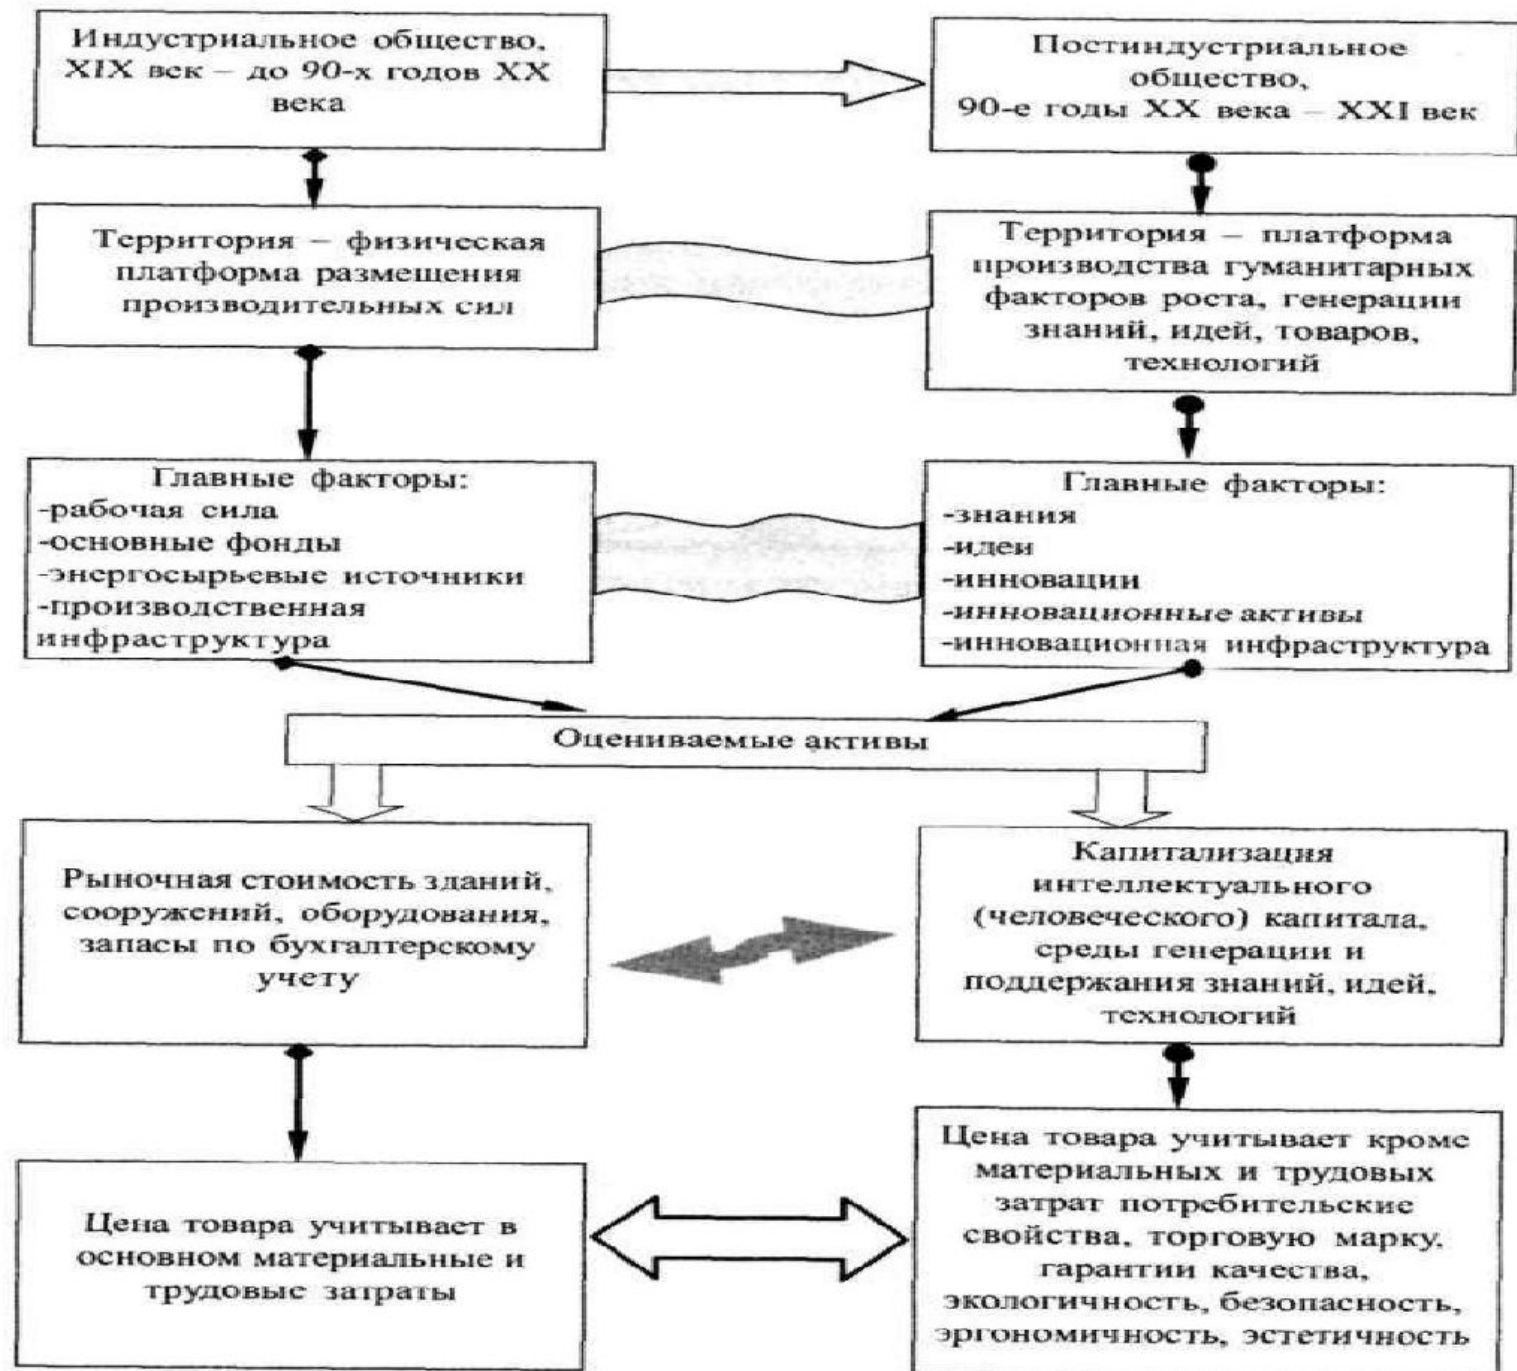 Индустриальное общество,
XIX век – до 90-х годов XX
века
Постиндустриальное
общество,
90-е годы XX века – XXI век
Территория – физическая
платформа размещения
производительных сил
Территория – платформа
производства гуманитарных
факторов роста, генерации
знаний, идей, товаров,
технологий
Главные факторы:
-рабочая сила
-основные фонды
-энергосырьевые источники
-производственная
инфраструктура
Главные факторы:
-знания
-идеи
-инновации
-инновационные активы
-инновационная инфраструктура
Оцениваемые активы
Рыночная стоимость зданий,
сооружений, оборудования,
запасы по бухгалтерскому
учету
Капитализация
интеллектуального
(человеческого) капитала,
среды генерации и
поддержания знаний, идей,
технологий
Цена товара учитывает в
основном материальные и
трудовые затраты
Цена товара учитывает кроме
материальных и трудовых
затрат потребительские
свойства, торговую марку,
гарантии качества,
экологичность, безопасность,
эргономичность, эстетичность